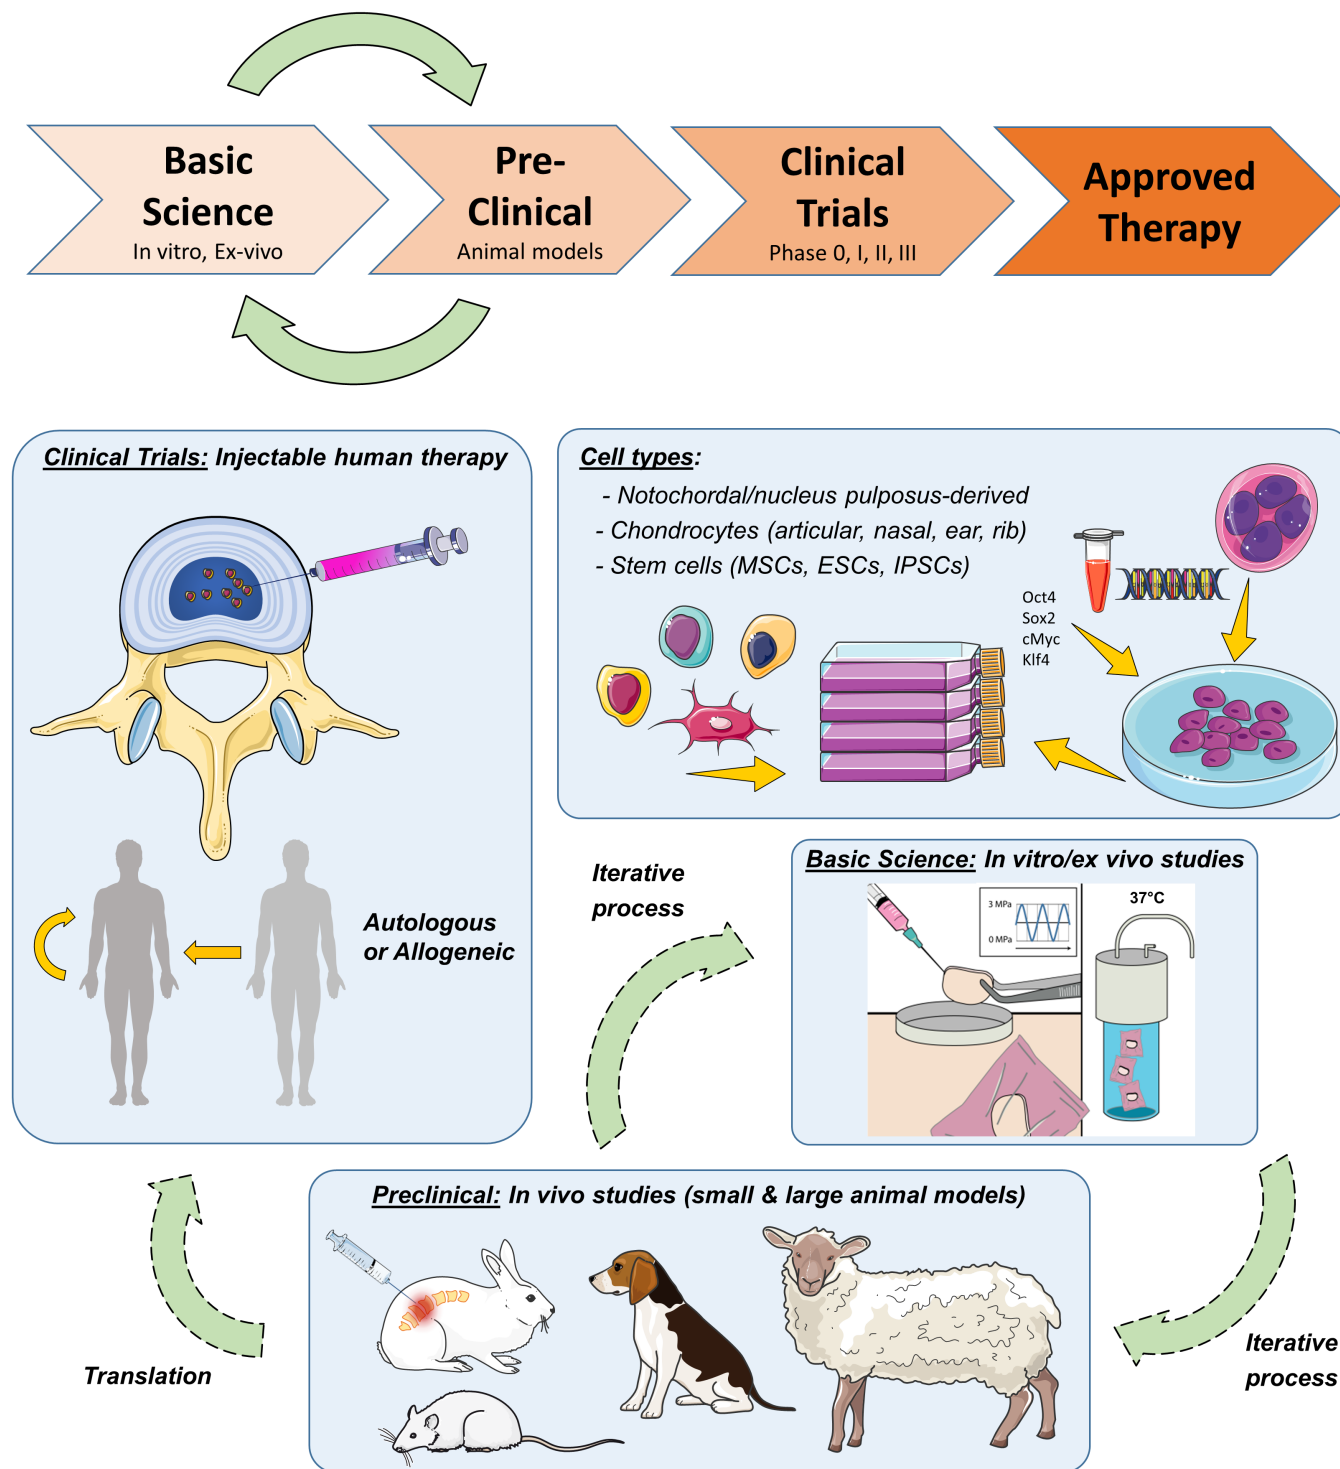 Basic
Science
In vitro, Ex-vivo
Pre-
Clinical
Animal models
Clinical
Trials
Phase 0, I, II, III
Approved
Therapy
Clinical Trials: Injectable human therapy
Autologous
or Allogeneic
Cell types:
- Notochordal/nucleus pulposus-derived
- Chondrocytes (articular, nasal, ear, rib)
- Stem cells (MSCs, ESCs, IPSCs)
Oct4
Sox2
cMyc
Klf4
Iterative
process
Basic Science: In vitro/ex vivo studies
3 MPa
0 MPa
37°C
Preclinical: In vivo studies (small & large animal models)
Translation
Iterative
process